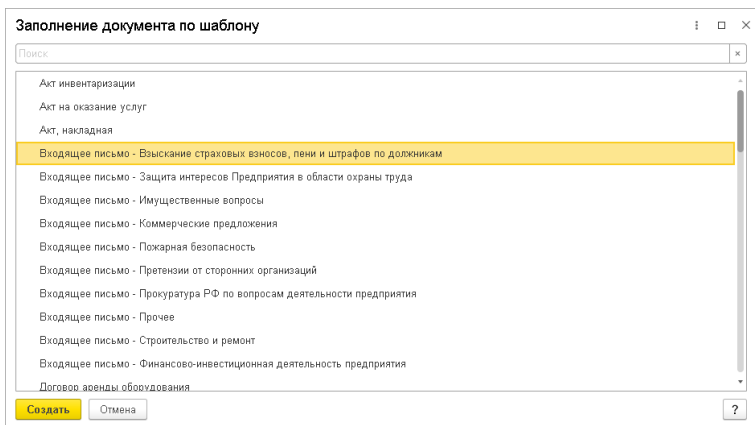 Заполнение документа по шаблону
Поиск
Акт инвентаризации
Акт на оказание услуг
Акт, накладная
Входящее письмо - Взыскание страховых взносов, пени и штрафов по должникам
Входящее письмо - Защита интересов Предприятия в области охраны труда
Входящее письмо - Имущественные вопросы
Входящее письмо - Коммерческие предложения
Входящее письмо - Пожарная безопасность
Входящее письмо - Претензии от сторонних организаций
Входящее письмо - Прокуратура РФ по вопросам деятельности предприятия
Входящее письмо - Прочее
Входящее письмо - Строительство и ремонт
Входящее письмо - Финансово-инвестиционная деятельность предприятия
Договор аренды оборудования
Создать Отмена ?